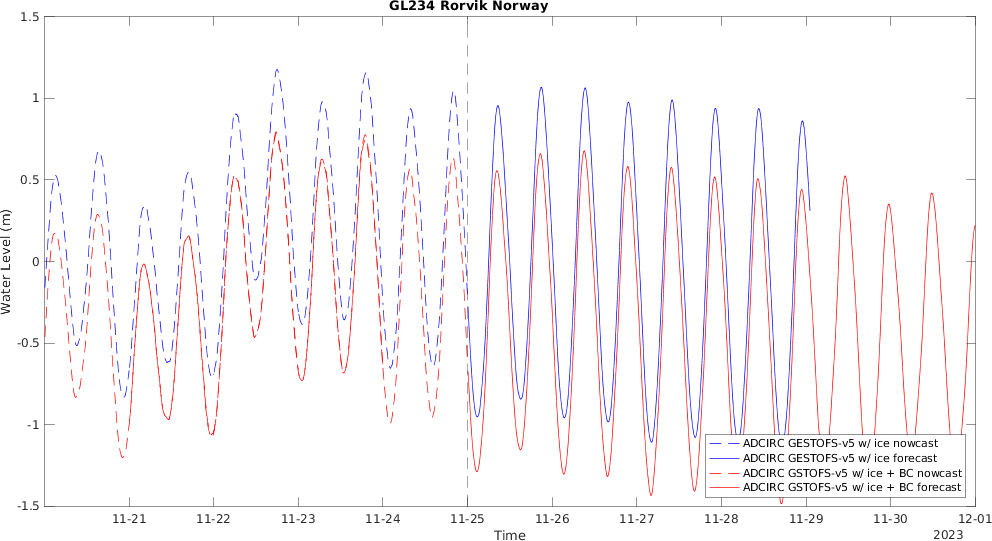 GL234 Rorvik Norway
1.5
1
0.5
0
-0.5
-1
-1.5
Water Level (m)
ADCIRC GESTOFS-v5 w/ ice nowcast
ADCIRC GESTOFS-v5 w/ ice forecast
ADCIRC GSTOFS-v5 w/ ice + BC nowcast
ADCIRC GSTOFS-v5 w/ ice + BC forecast
11-21 11-22 11-23 11-24 11-25 11-26 11-27 11-28 11-29 11-30 12-01
Time
2023